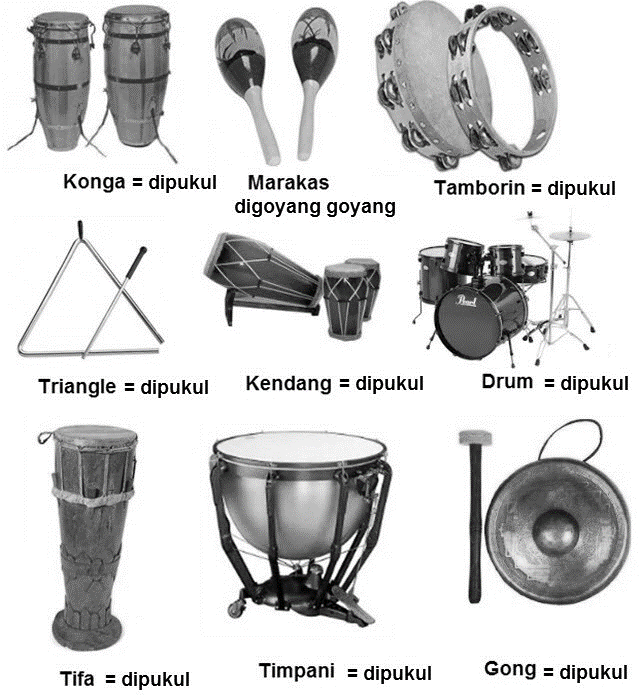 Konga = dipukul
Marakas
digoyang goyang
Tamborin = dipukul
Triangle = dipukul
Kendang = dipukul
Pearl
Drum = dipukul
Tifa = dipukul
Timpani = dipukul
Gong = dipukul